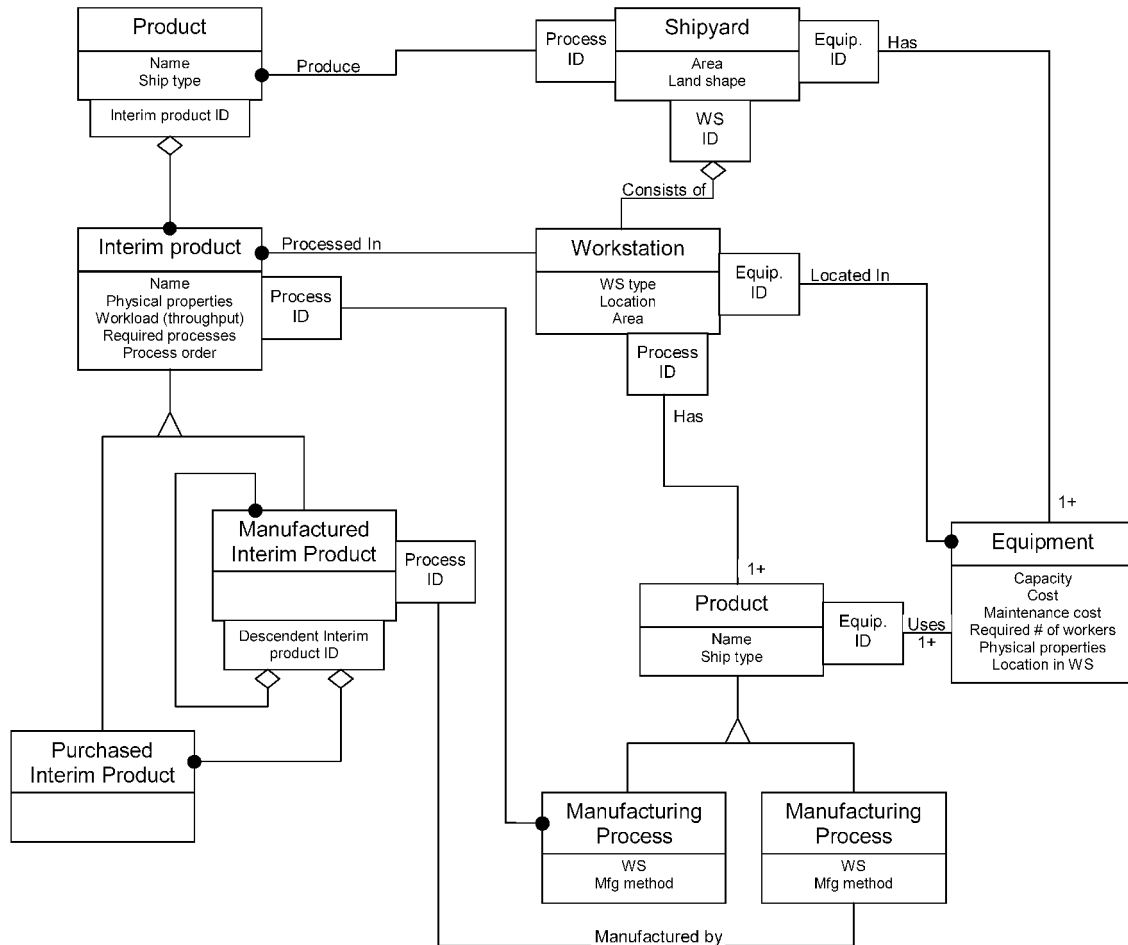 Product
Name
Ship type
Interim product ID
Produce
Process
ID
Shipyard
Area
Land shape
Equip.
ID
Has
WS
ID
Consists of
Interim product
Name
Physical properties
Workload (throughput)
Required processes
Process order
Process
ID
Processed In
Workstation
WS type
Location
Area
Equip.
ID
Located In
Process
ID
Has
1+
1+
Manufactured
Interim Product
Process
ID
Descendent Interim
product ID
Purchased
Interim Product
Product
Name
Ship type
Equip.
ID
Uses
1+
Equipment
Capacity
Cost
Maintenance cost
Required # of workers
Physical properties
Location in WS
Manufacturing
Process
WS
Mfg method
Manufacturing
Process
WS
Mfg method
Manufactured by